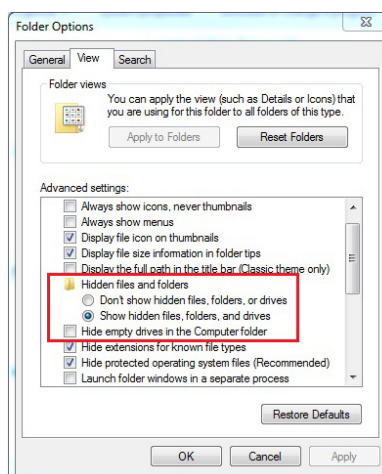 Folder Options
General View Search
Folder views
You can apply the view (such as Details or Icons) that
you are using for this folder to all folders of this type.
Apply to Folders Reset Folders
Advanced settings:
Always show icons, never thumbnails
Always show menus
Display file icon on thumbnails
Display file size information in folder tips
Display the full path in the title bar (Classic theme only)
Hidden files and folders
Don't show hidden files, folders, or drives
Show hidden files, folders, and drives
Hide empty drives in the Computer folder
Hide extensions for known file types
Hide protected operating system files (Recommended)
Launch folder windows in a separate process
Restore Defaults
OK Cancel Apply